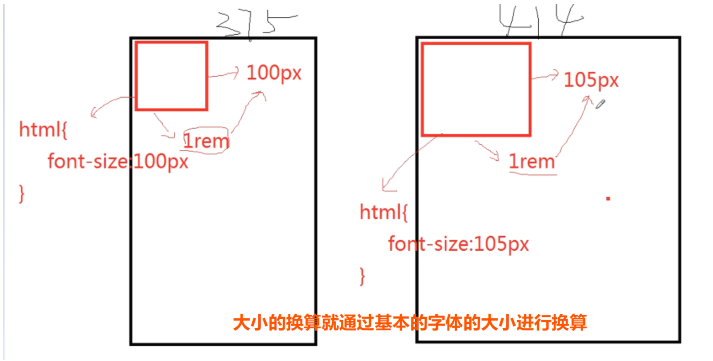 375
414
100px
105px
html{
font-size:100px
}
1rem
1rem
html{
font-size:105px
}
大小的换算就通过基本的字体的大小进行换算